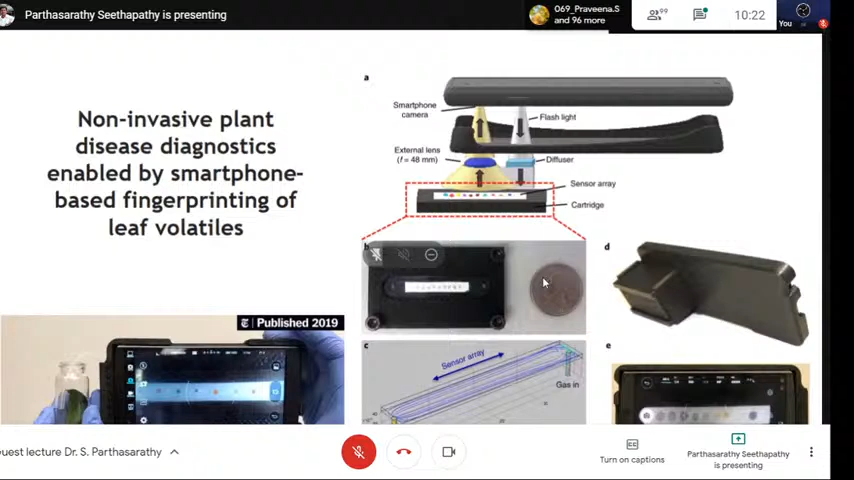 Parthasarathy Seethapathy is presenting
069_Praveena.S
and 96 more
99
10:22
You
Non-invasive plant
disease diagnostics
enabled by smartphone-
based fingerprinting of
leaf volatiles
Published 2019
a
Smartphone
camera
Flash light
External lens
(f = 48 mm)
Diffuser
Sensor array
Cartridge
b
d
c
Sensor array
Gas in
e
uest lecture Dr. S. Parthasarathy
Turn on captions
Parthasarathy Seethapathy
is presenting